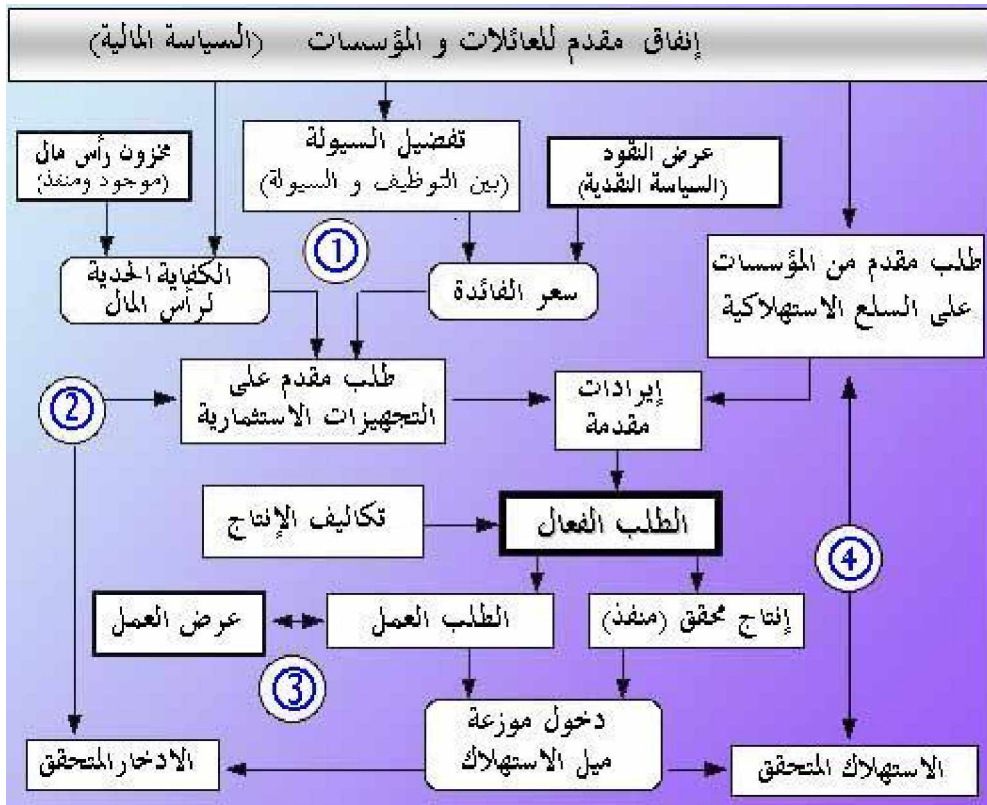 إنفاق مقدم للعائلات و المؤسسات (السياسة المالية)
مخزون رأس مال
(موجود ومنفذ)
تفضيل السيولة
(بين التوظيف و السيولة)
عرض النقود
(السياسة النقدية)
①
الكفاية الحدية
لرأس المال
سعر الفائدة
طلب مقدم من المؤسسات
على السلع الاستهلاكية
②
طلب مقدم على
التجهيزات الاستثمارية
إيرادات
مقدمة
تكاليف الإنتاج
الطلب الفعال
④
عرض العمل
الطلب العمل
إنتاج محقق (منفذ)
③
دخول موزعة
ميل الاستهلاك
الادخار المتحقق
الاستهلاك المتحقق